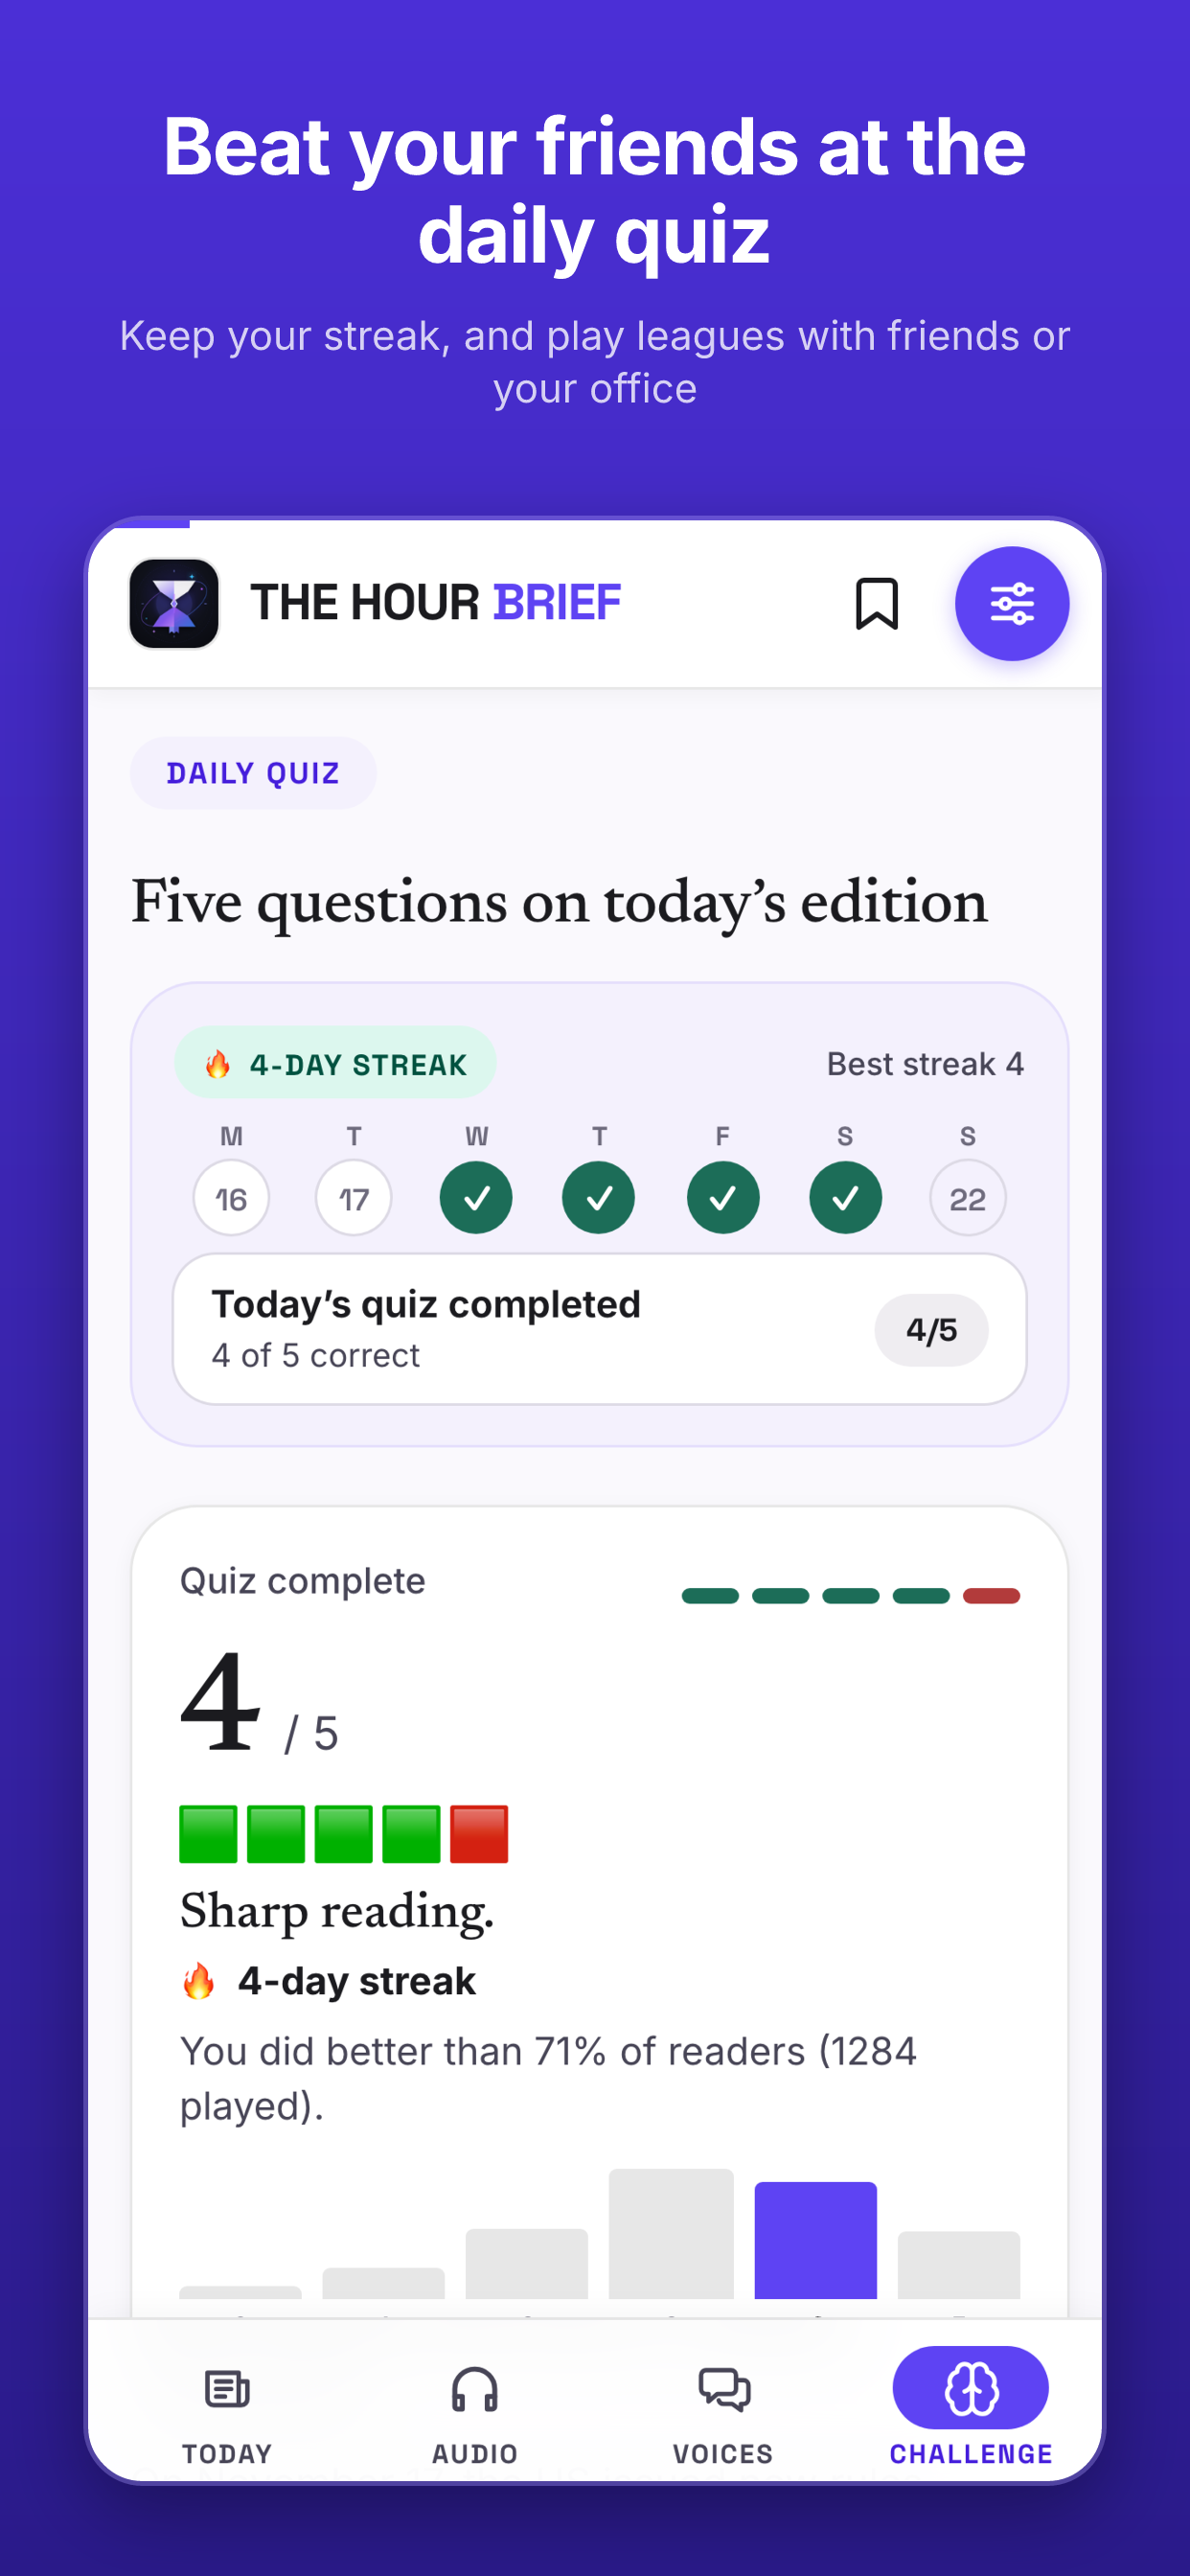 Beat your friends at the
daily quiz
Keep your streak, and play leagues with friends or
your office
THE HOUR BRIEF
DAILY QUIZ
Five questions on today’s edition
🔥 4-DAY STREAK
Best streak 4
M T W T F S S
16 17 22
Today’s quiz completed
4 of 5 correct
4/5
Quiz complete
4 / 5
Sharp reading.
🔥 4-day streak
You did better than 71% of readers (1284
played).
TODAY AUDIO VOICES CHALLENGE